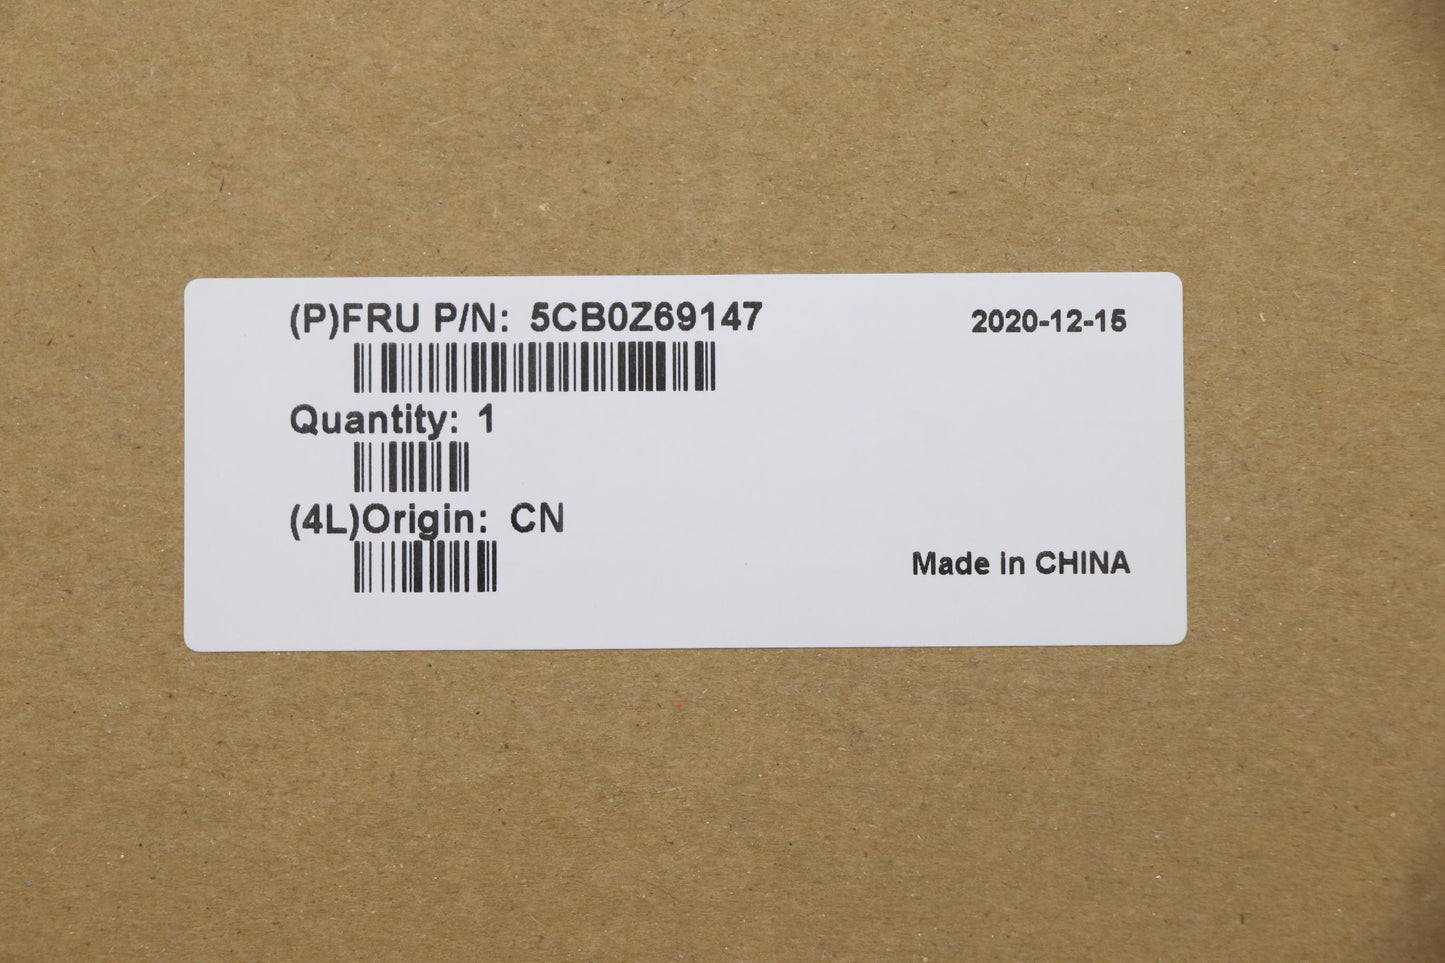 (P)FRU P/N: 5CB0Z69147
2020-12-15
Quantity: 1
(4L)Origin: CN
Made in CHINA